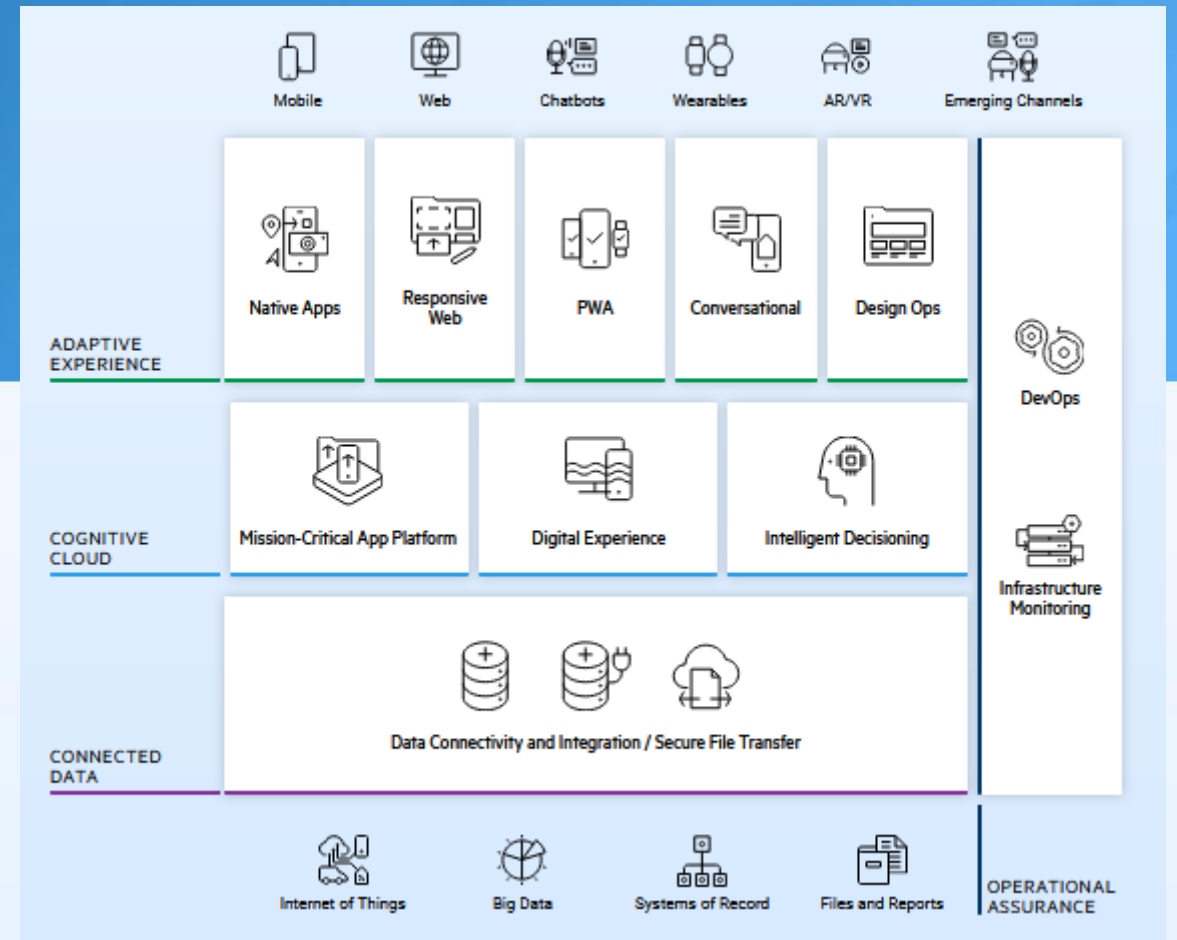 Mobile
Web
Chatbots
Wearables
AR/VR
Emerging Channels
ADAPTIVE
EXPERIENCE
Native Apps
Responsive
Web
PWA
Conversational
Design Ops
DevOps
COGNITIVE
CLOUD
Mission-Critical App Platform
Digital Experience
Intelligent Decisioning
Infrastructure
Monitoring
CONNECTED
DATA
Data Connectivity and Integration / Secure File Transfer
Internet of Things
Big Data
Systems of Record
Files and Reports
OPERATIONAL
ASSURANCE